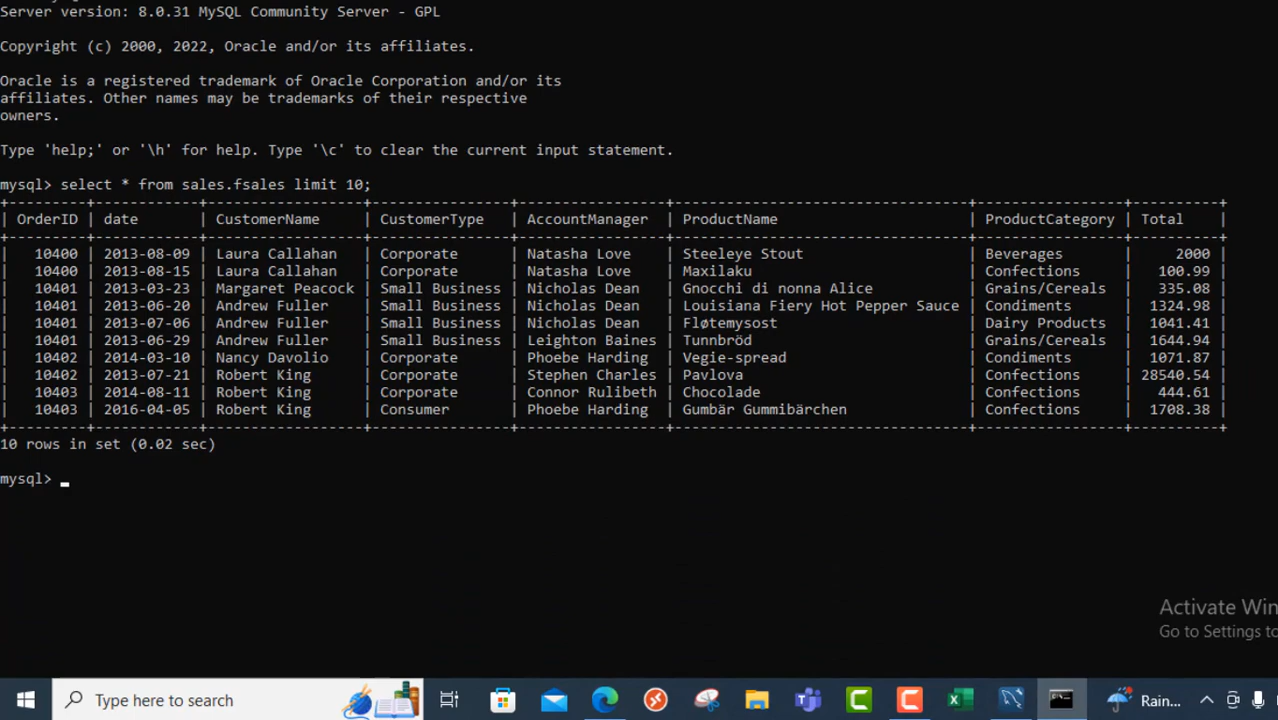 Server version: 8.0.31 MySQL Community Server - GPL
Copyright (c) 2000, 2022, Oracle and/or its affiliates.
Oracle is a registered trademark of Oracle Corporation and/or its
affiliates. Other names may be trademarks of their respective
owners.
Type 'help;' or '\h' for help. Type '\c' to clear the current input statement.
mysql> select * from sales.fsales limit 10;
| OrderID | date | CustomerName | CustomerType | AccountManager | ProductName | ProductCategory | Total |
| 10400 | 2013-08-09 | Laura Callahan | Corporate | Natasha Love | Steeleye Stout | Beverages | 2000 |
| 10400 | 2013-08-15 | Laura Callahan | Corporate | Natasha Love | Maxilaku | Confections | 100.99 |
| 10401 | 2013-03-23 | Margaret Peacock | Small Business | Nicholas Dean | Gnocchi di nonna Alice | Grains/Cereals | 335.08 |
| 10401 | 2013-06-20 | Andrew Fuller | Small Business | Nicholas Dean | Louisiana Fiery Hot Pepper Sauce | Condiments | 1324.98 |
| 10401 | 2013-07-06 | Andrew Fuller | Small Business | Nicholas Dean | Fløtemysost | Dairy Products | 1041.41 |
| 10401 | 2013-06-29 | Andrew Fuller | Small Business | Leighton Baines | Tunnbröd | Grains/Cereals | 1644.94 |
| 10402 | 2014-03-10 | Nancy Davolio | Corporate | Phoebe Harding | Vegie-spread | Condiments | 1071.87 |
| 10402 | 2013-07-21 | Robert King | Corporate | Stephen Charles | Pavlova | Confections | 28540.54 |
| 10403 | 2014-08-11 | Robert King | Corporate | Connor Rulibeth | Chocolade | Confections | 444.61 |
| 10403 | 2016-04-05 | Robert King | Consumer | Phoebe Harding | Gumbär Gummibärchen | Confections | 1708.38 |
10 rows in set (0.02 sec)
mysql>
Activate Win
Go to Settings to
Type here to search
Rain...